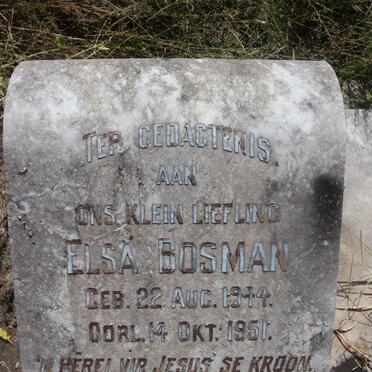 TER GEDAGTENIS
AAN
ONS KLEIN LIEFLING
ELSA BOSMAN
GEB. 22 AUG. 1944.
OORL. 14 OKT. 1951.
'N PEREL VIR JESUS SE KROON.